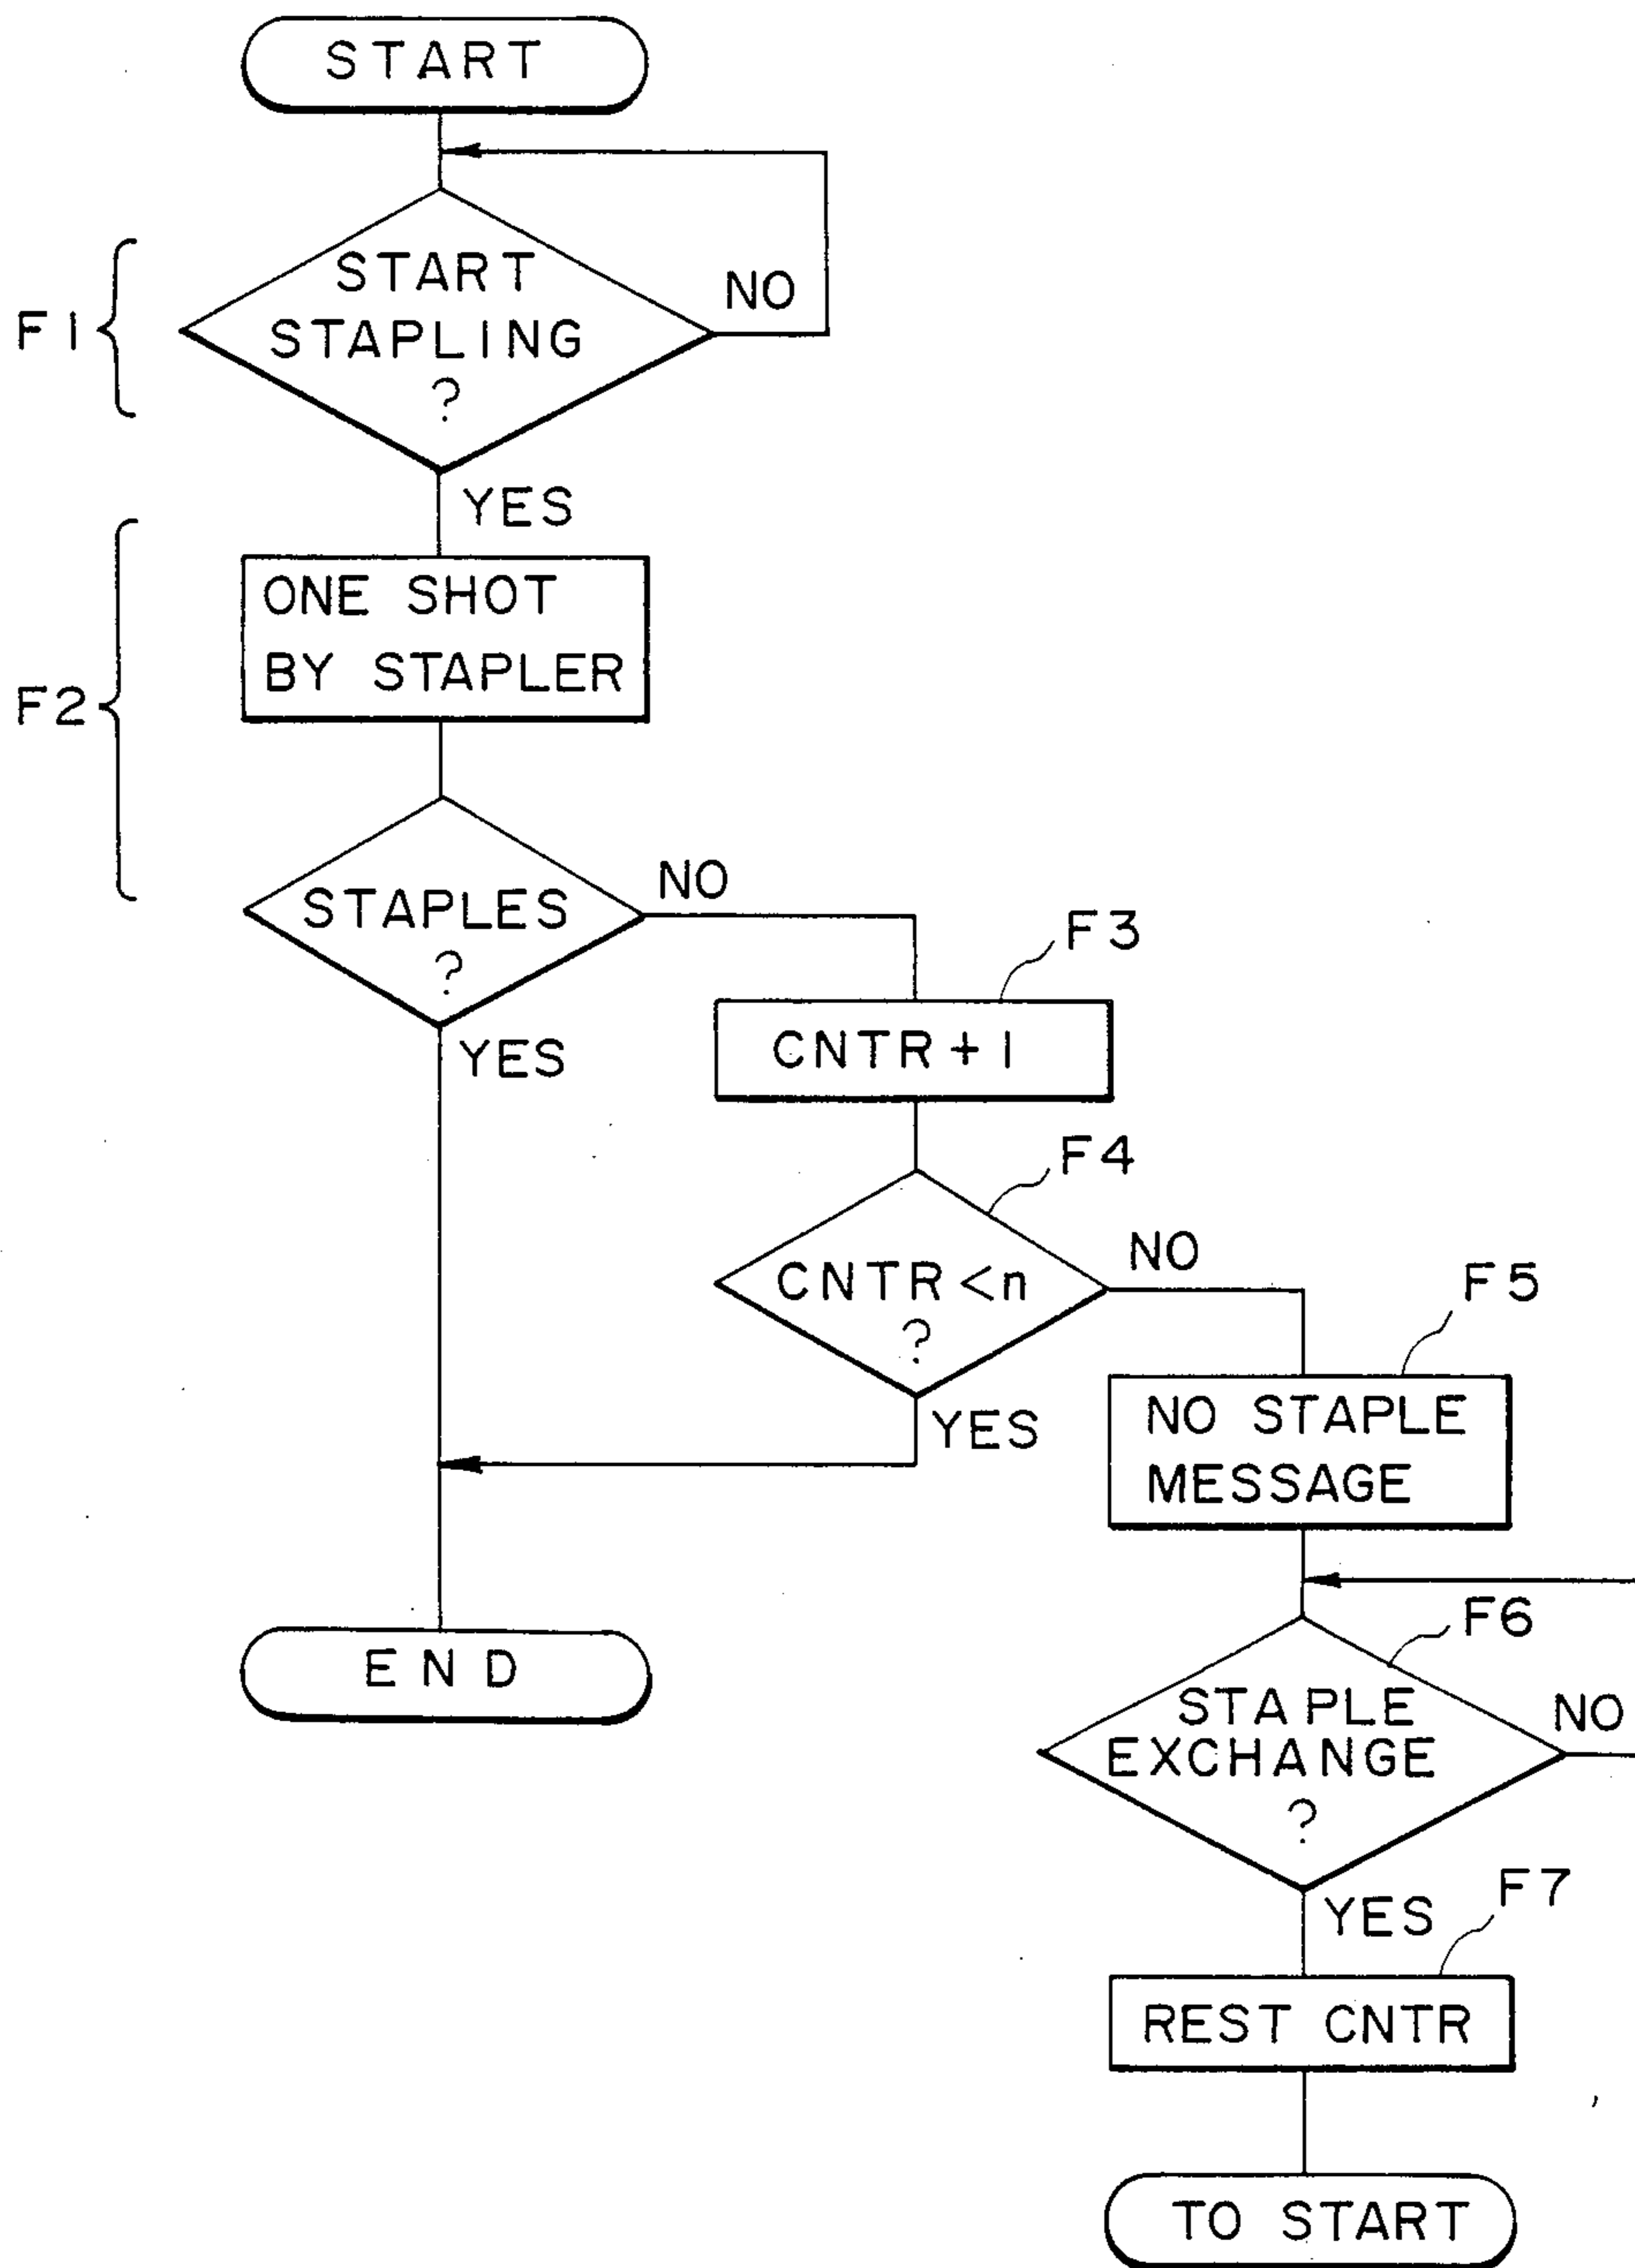 START
START
STAPLING
?
NO
F1
YES
ONE SHOT
BY STAPLER
F2
STAPLES
?
NO
YES
F3
CNTR+1
F4
CNTR<n
?
NO
YES
F5
NO STAPLE
MESSAGE
END
F6
STAPLE
EXCHANGE
?
NO
YES
F7
REST CNTR
TO START